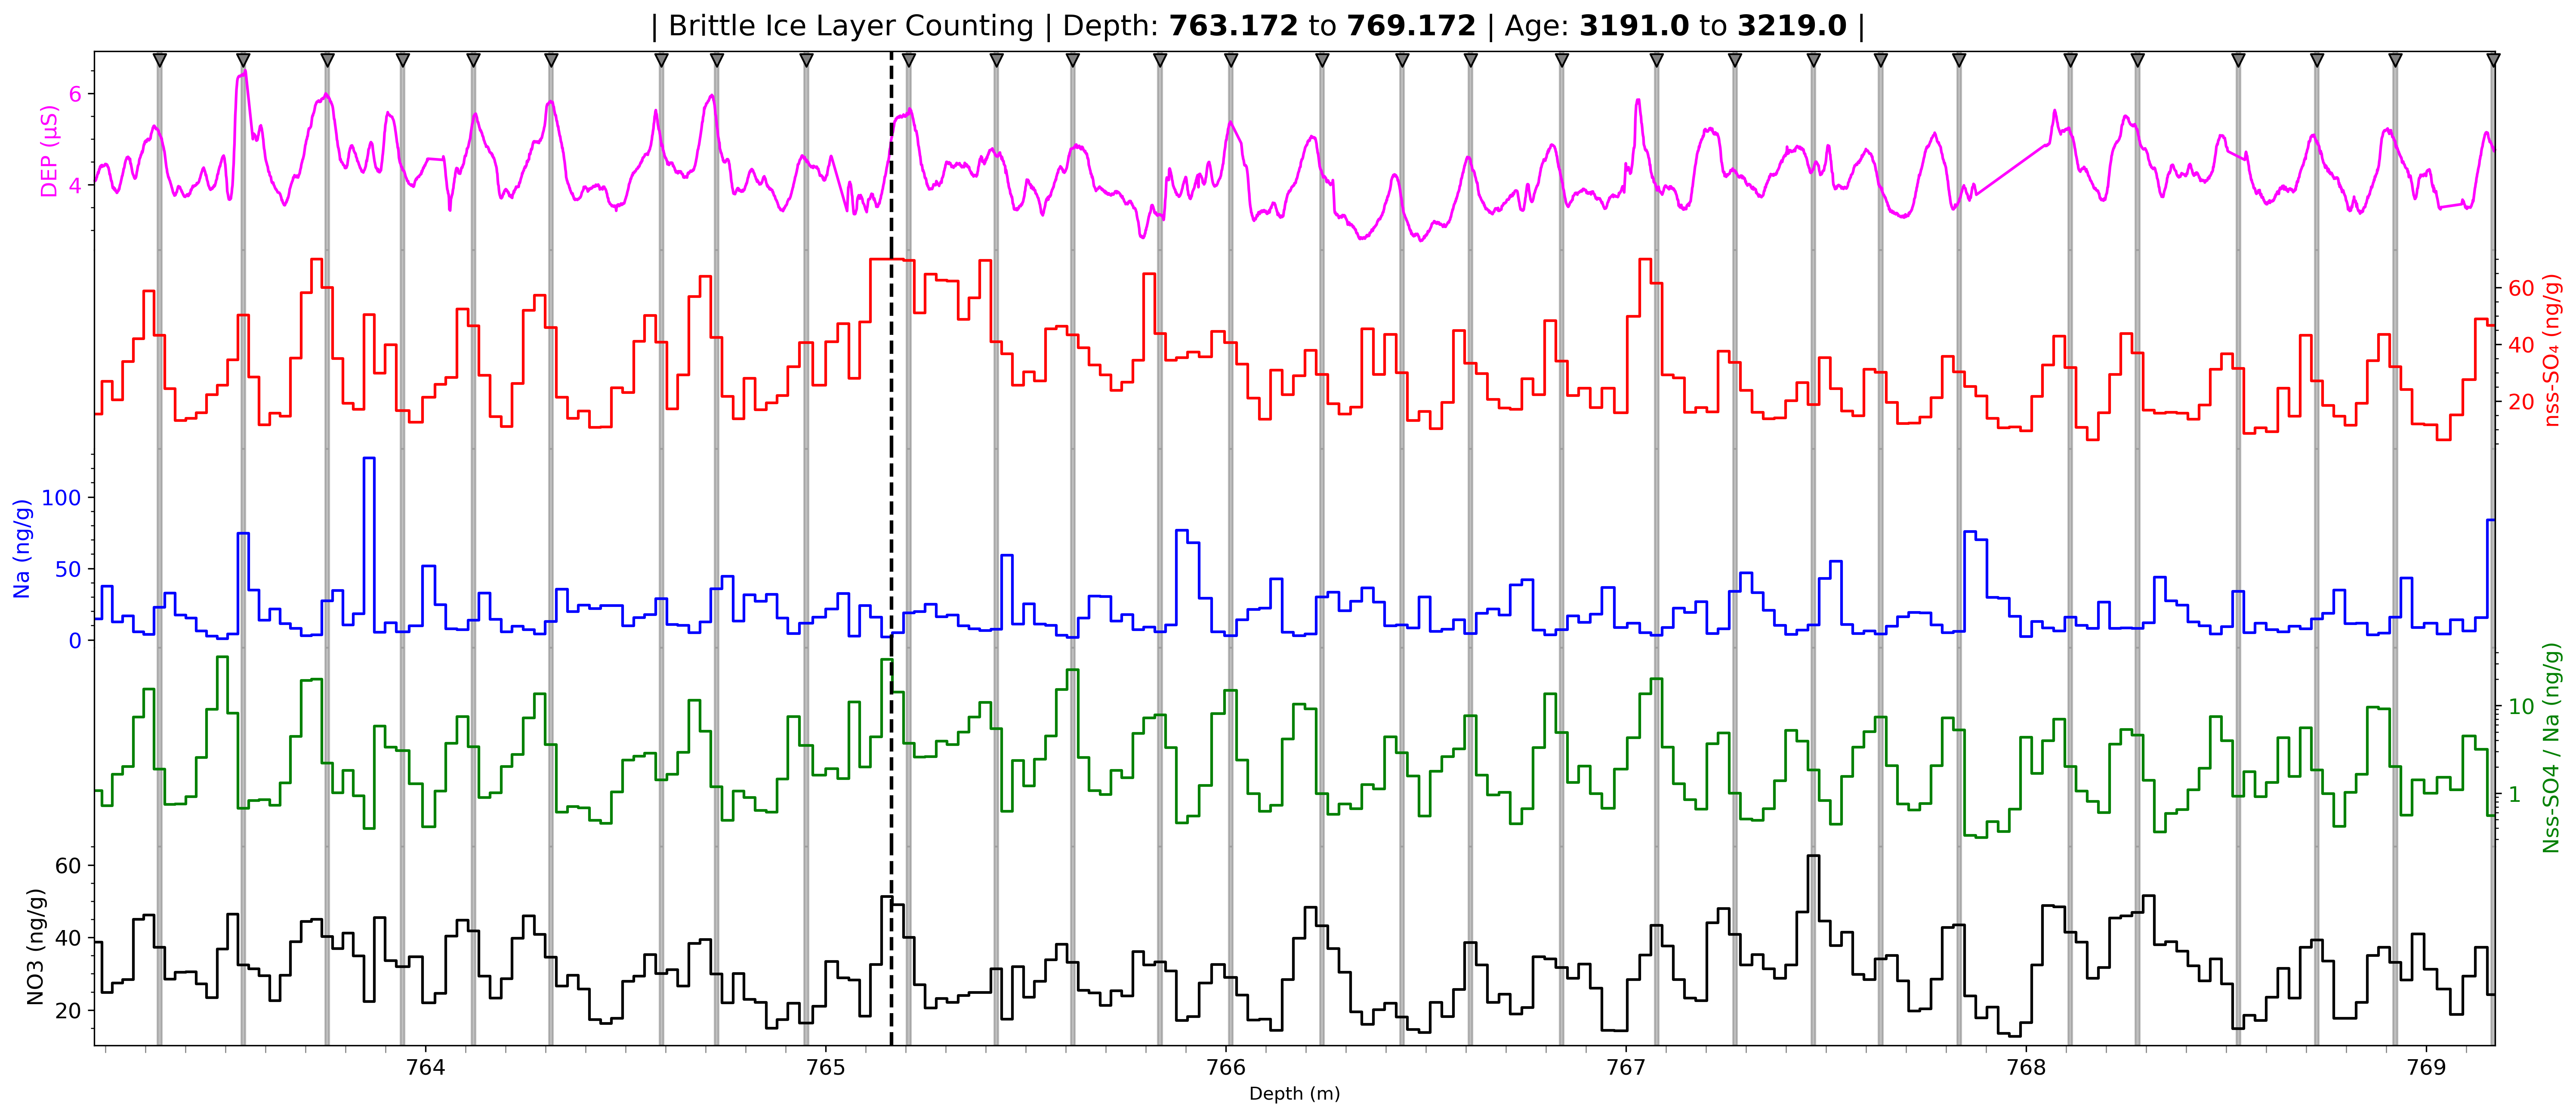 | Brittle Ice Layer Counting | Depth: 763.172 to 769.172 | Age: 3191.0 to 3219.0 |
DEP (µS)
6
4
nss-SO₄ (ng/g)
60
40
20
Na (ng/g)
100
50
0
Nss-SO4 / Na (ng/g)
10
1
NO3 (ng/g)
60
40
20
764
765
766
767
768
769
Depth (m)